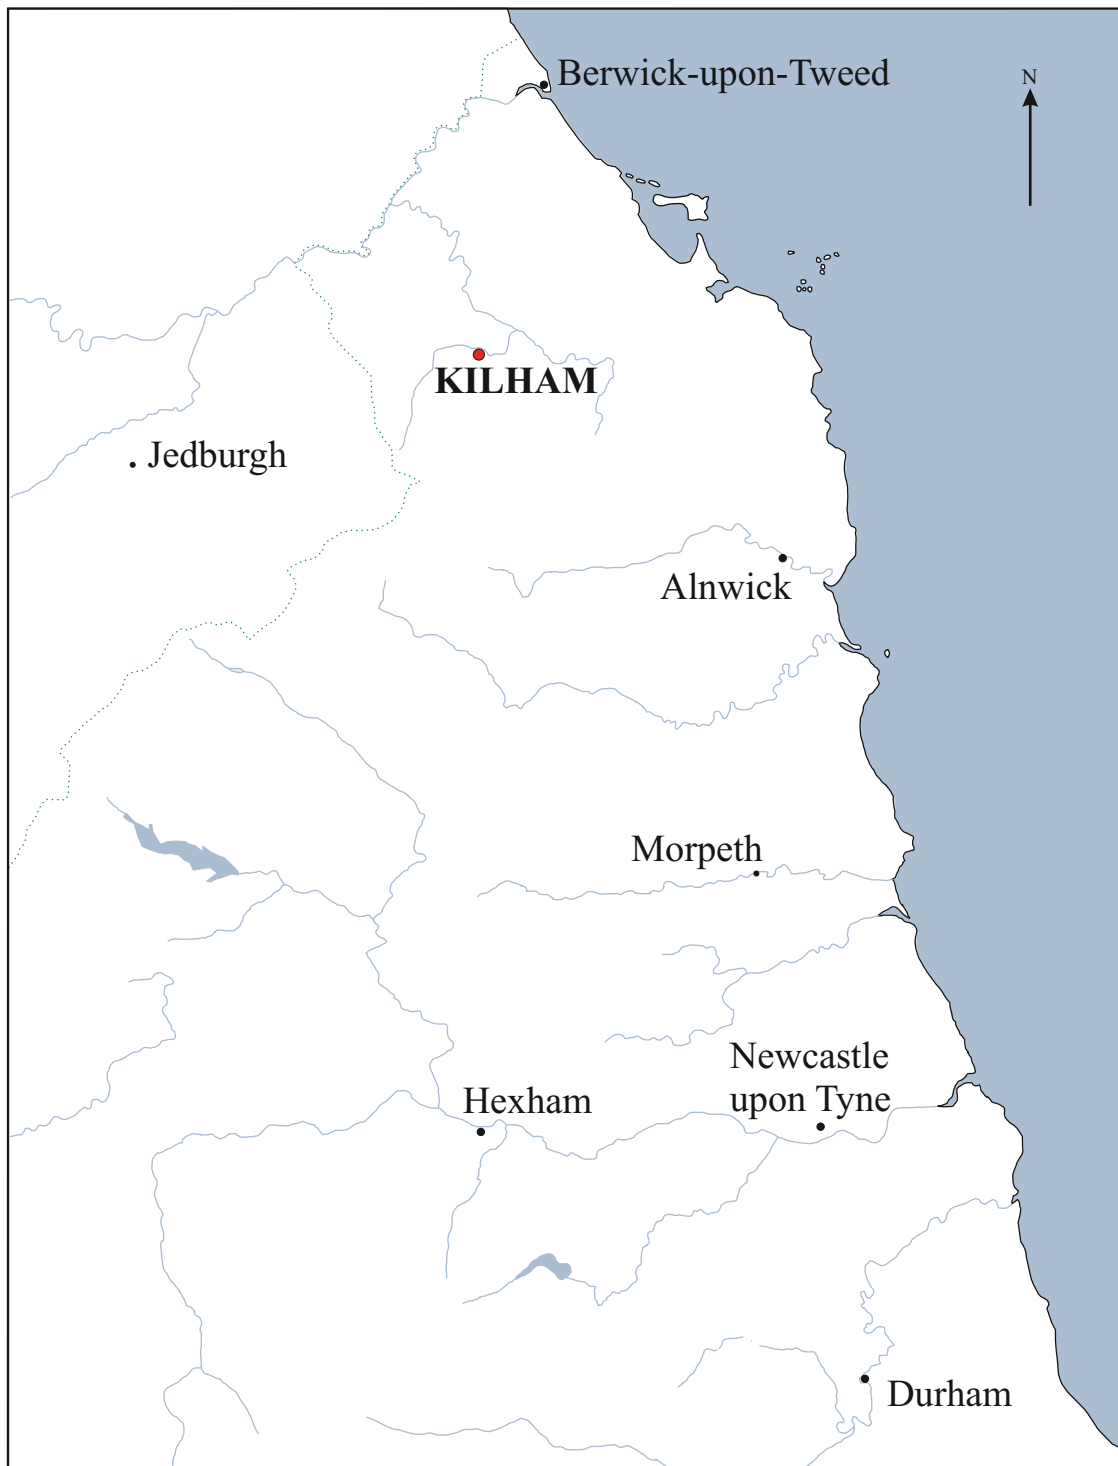 Berwick-upon-Tweed
N
KILHAM
Jedburgh
Alnwick
Morpeth
Newcastle
upon Tyne
Hexham
Durham